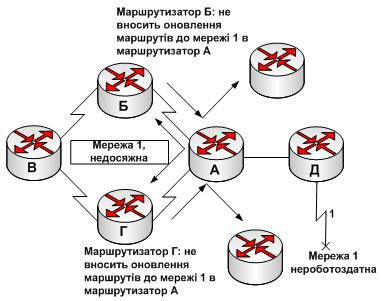 Маршрутизатор Б: не
вносить оновлення
маршрутів до мережі 1 в
маршрутизатор А
Б
Мережа 1,
недосяжна
В
А
Д
Г
1
Мережа 1
нероботоздатна
Маршрутизатор Г: не
вносить оновлення
маршрутів до мережі 1 в
маршрутизатор А